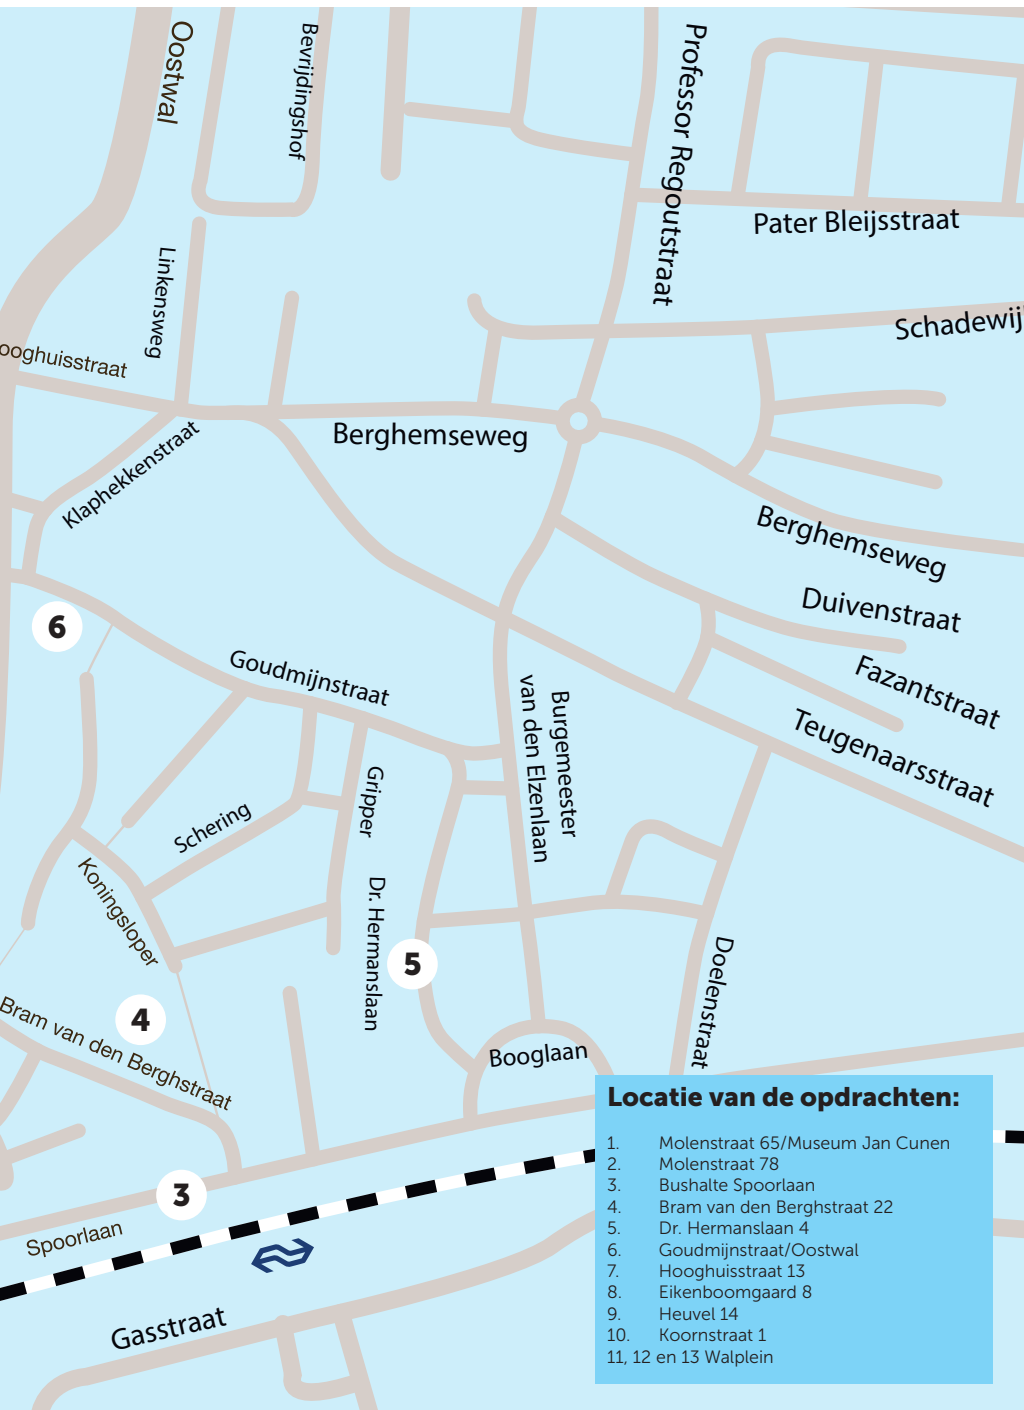 Oostwal
Bevrijdingshof
Professor Regoutstraat
Pater Bleijsstraat
Linkensweg
Schadewij
ooghuisstraat
Klaphekkenstraat
Berghemseweg
Berghemseweg
Duivenstraat
6
Fazantstraat
Goudmijnstraat
Burgemeester
van den Elzenlaan
Teugenaarsstraat
Gripper
Schering
Koningsloper
Dr. Hermanslaan
5
Doelenstraat
4
Bram van den Berghstraat
Booglaan
3
Spoorlaan
Gasstraat
Locatie van de opdrachten:
1. Molenstraat 65/Museum Jan Cunen
2. Molenstraat 78
3. Bushalte Spoorlaan
4. Bram van den Berghstraat 22
5. Dr. Hermanslaan 4
6. Goudmijnstraat/Oostwal
7. Hooghuisstraat 13
8. Eikenboomgaard 8
9. Heuvel 14
10. Koornstraat 1
11, 12 en 13 Walplein